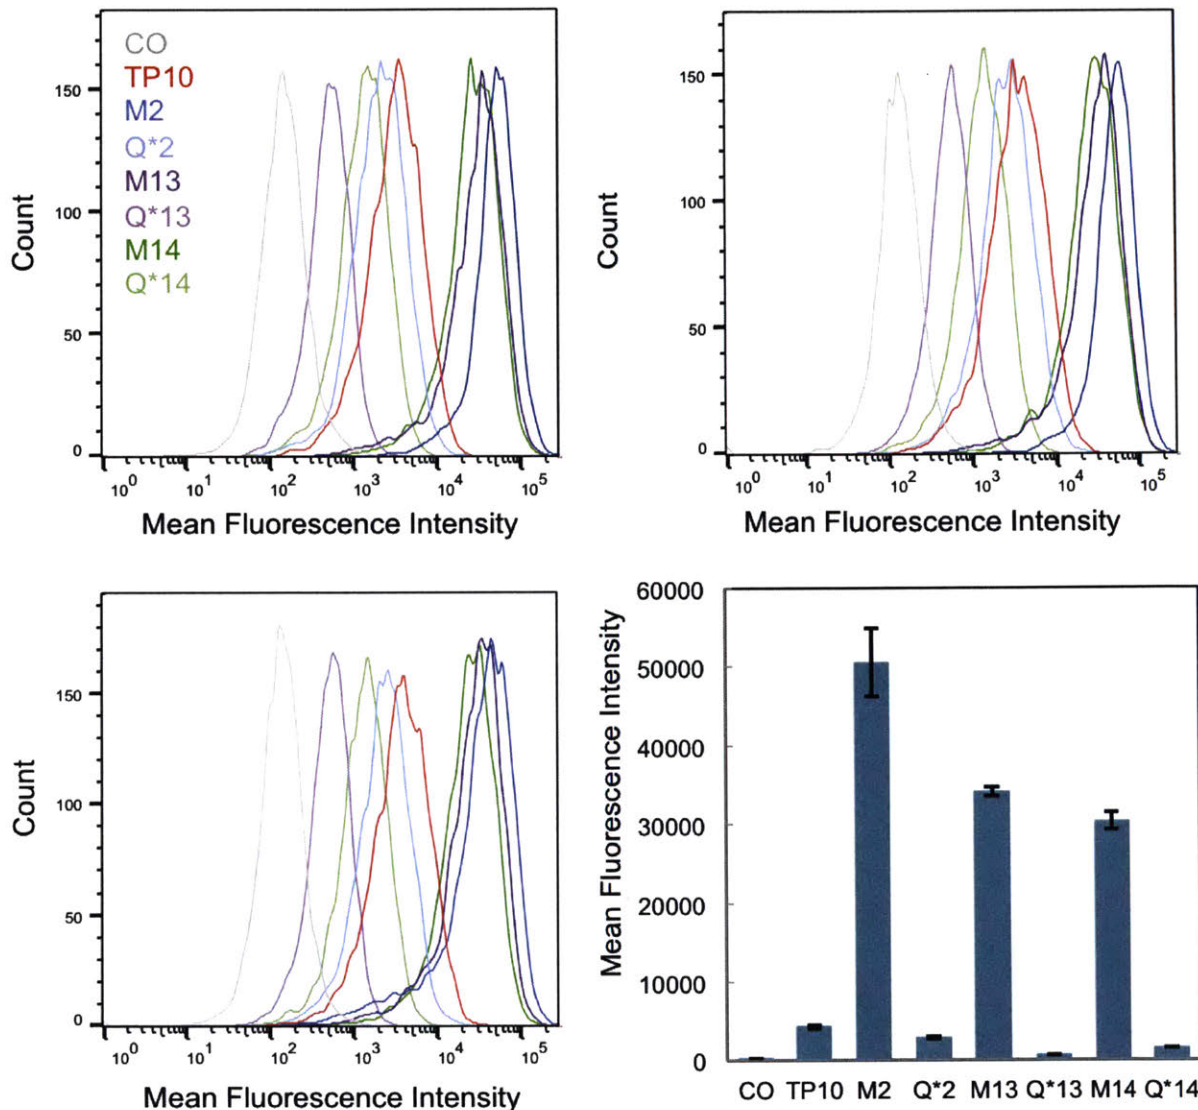 CO
TP10
M2
Q*2
M13
Q*13
M14
Q*14
150
100
50
0
Count
10^0 10^1 10^2 10^3 10^4 10^5
Mean Fluorescence Intensity
150
100
50
0
Count
10^0 10^1 10^2 10^3 10^4 10^5
Mean Fluorescence Intensity
150
100
50
0
Count
10^0 10^1 10^2 10^3 10^4 10^5
Mean Fluorescence Intensity
60000
50000
40000
30000
20000
10000
0
Mean Fluorescence Intensity
CO TP10 M2 Q*2 M13 Q*13 M14 Q*14